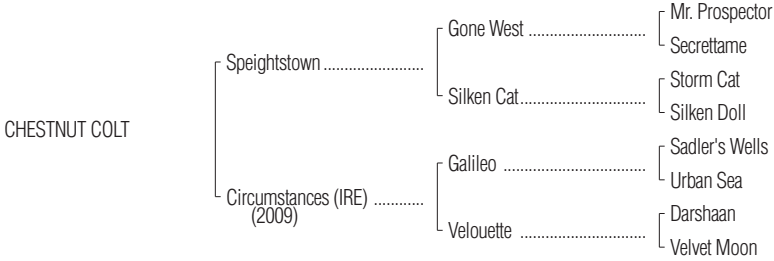 Mr. Prospector
Gone West ..............................
Secrettame
Speightstown .......................
Storm Cat
Silken Cat................................
Silken Doll
CHESTNUT COLT
Sadler's Wells
Galileo ....................................
Urban Sea
Circumstances (IRE) ............
(2009)
Darshaan
Velouette ................................
Velvet Moon